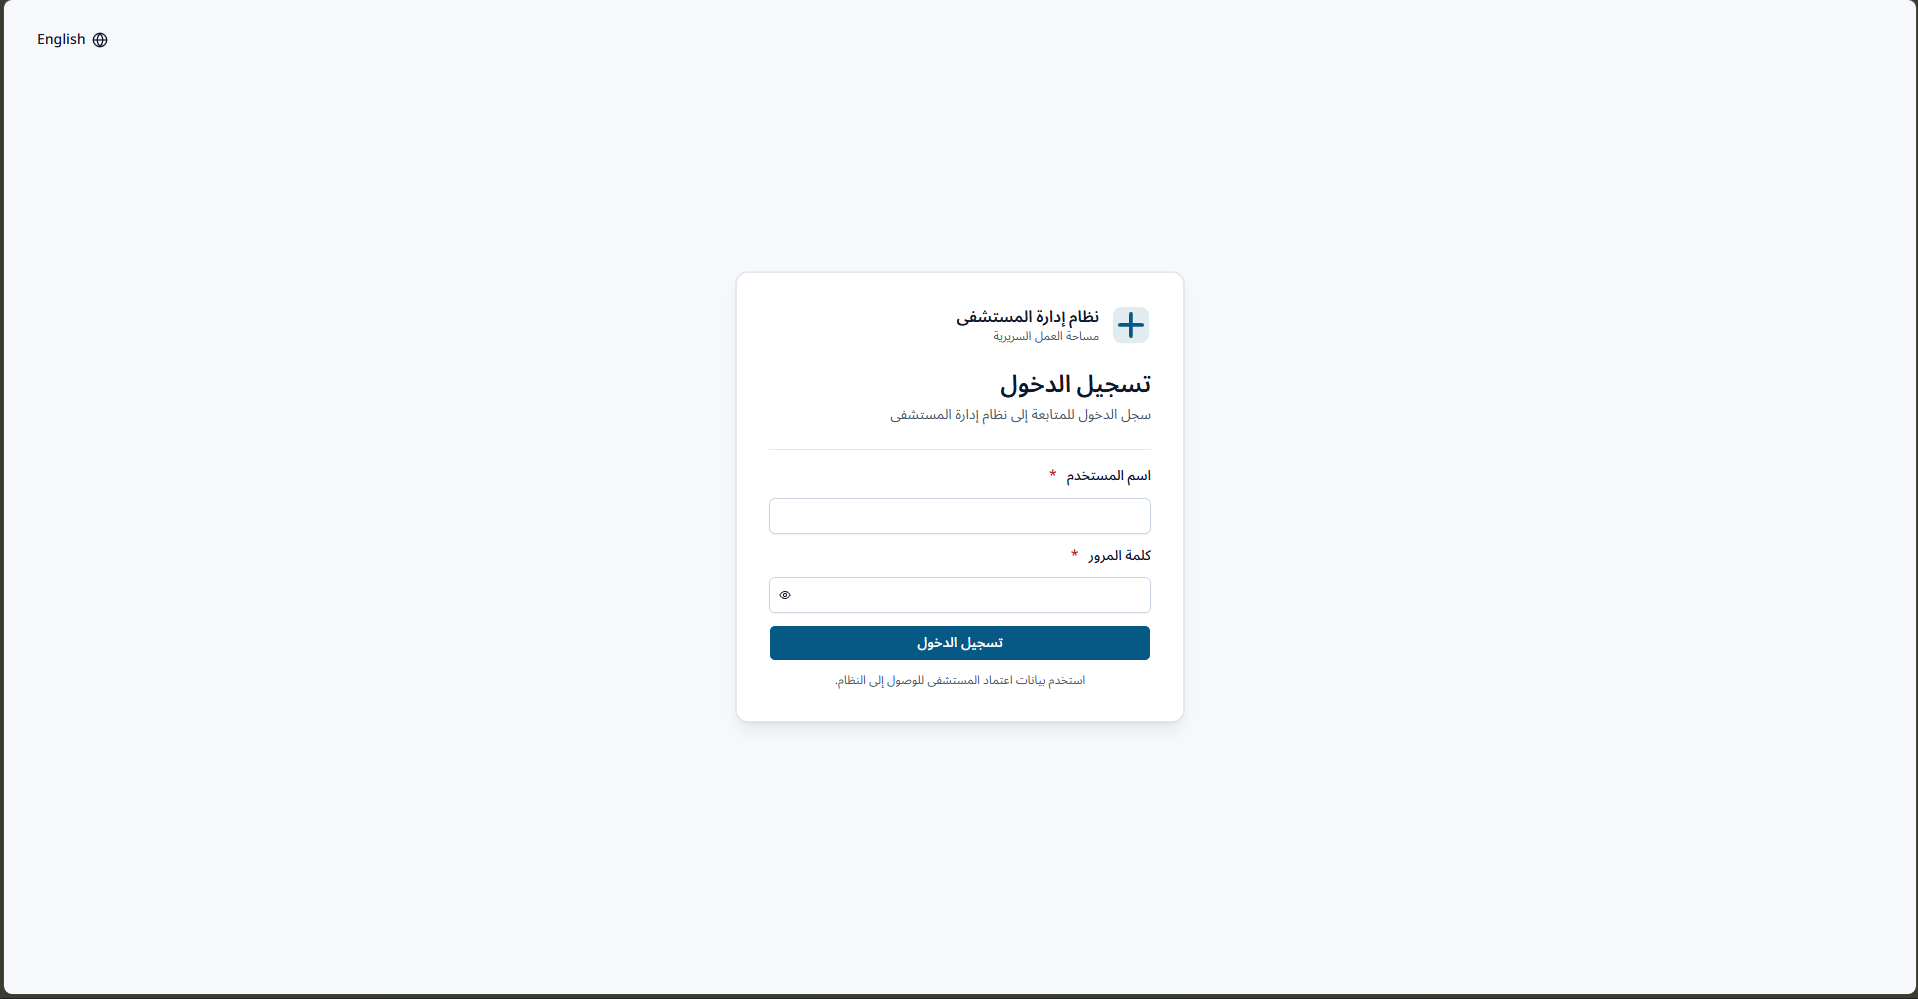 English
نظام إدارة المستشفى
مساحة العمل السريرية
تسجيل الدخول
سجل الدخول للمتابعة إلى نظام إدارة المستشفى
اسم المستخدم *
كلمة المرور *
تسجيل الدخول
استخدم بيانات اعتماد المستشفى للوصول إلى النظام.